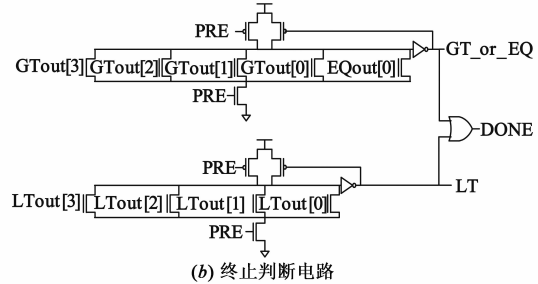 PRE
GT_or_EQ
GTout[3] GTout[2] GTout[1] GTout[0] EQout[0]
PRE
DONE
PRE
LT
LTout[3] LTout[2] LTout[1] LTout[0]
PRE
(b) 终止判断电路